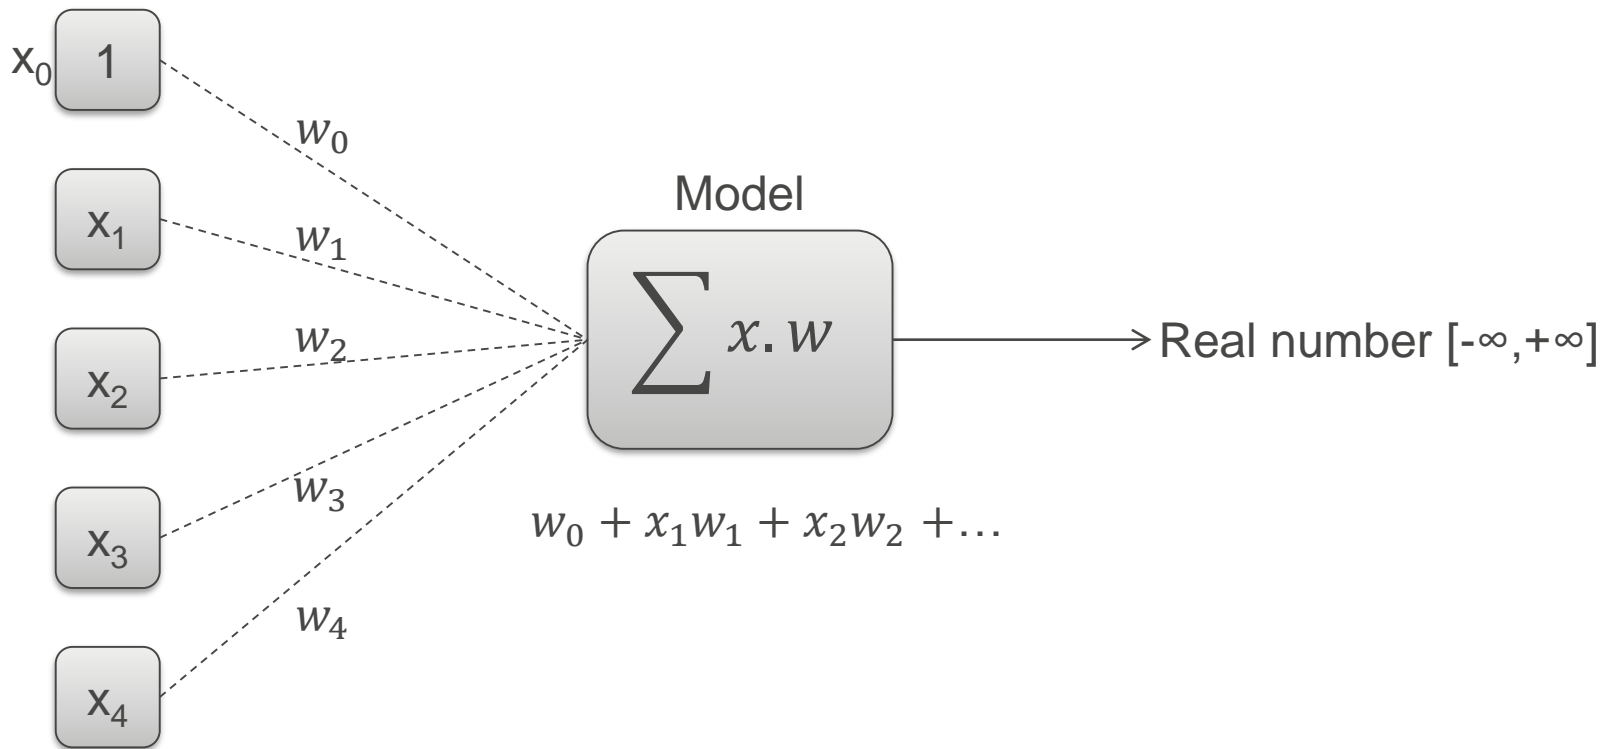 x₀ 1
w₀
x₁
w₁
Model
x₂
w₂
∑ x. w
Real number [-∞,+∞]
x₃
w₃
w₀ + x₁w₁ + x₂w₂ +…
x₄
w₄